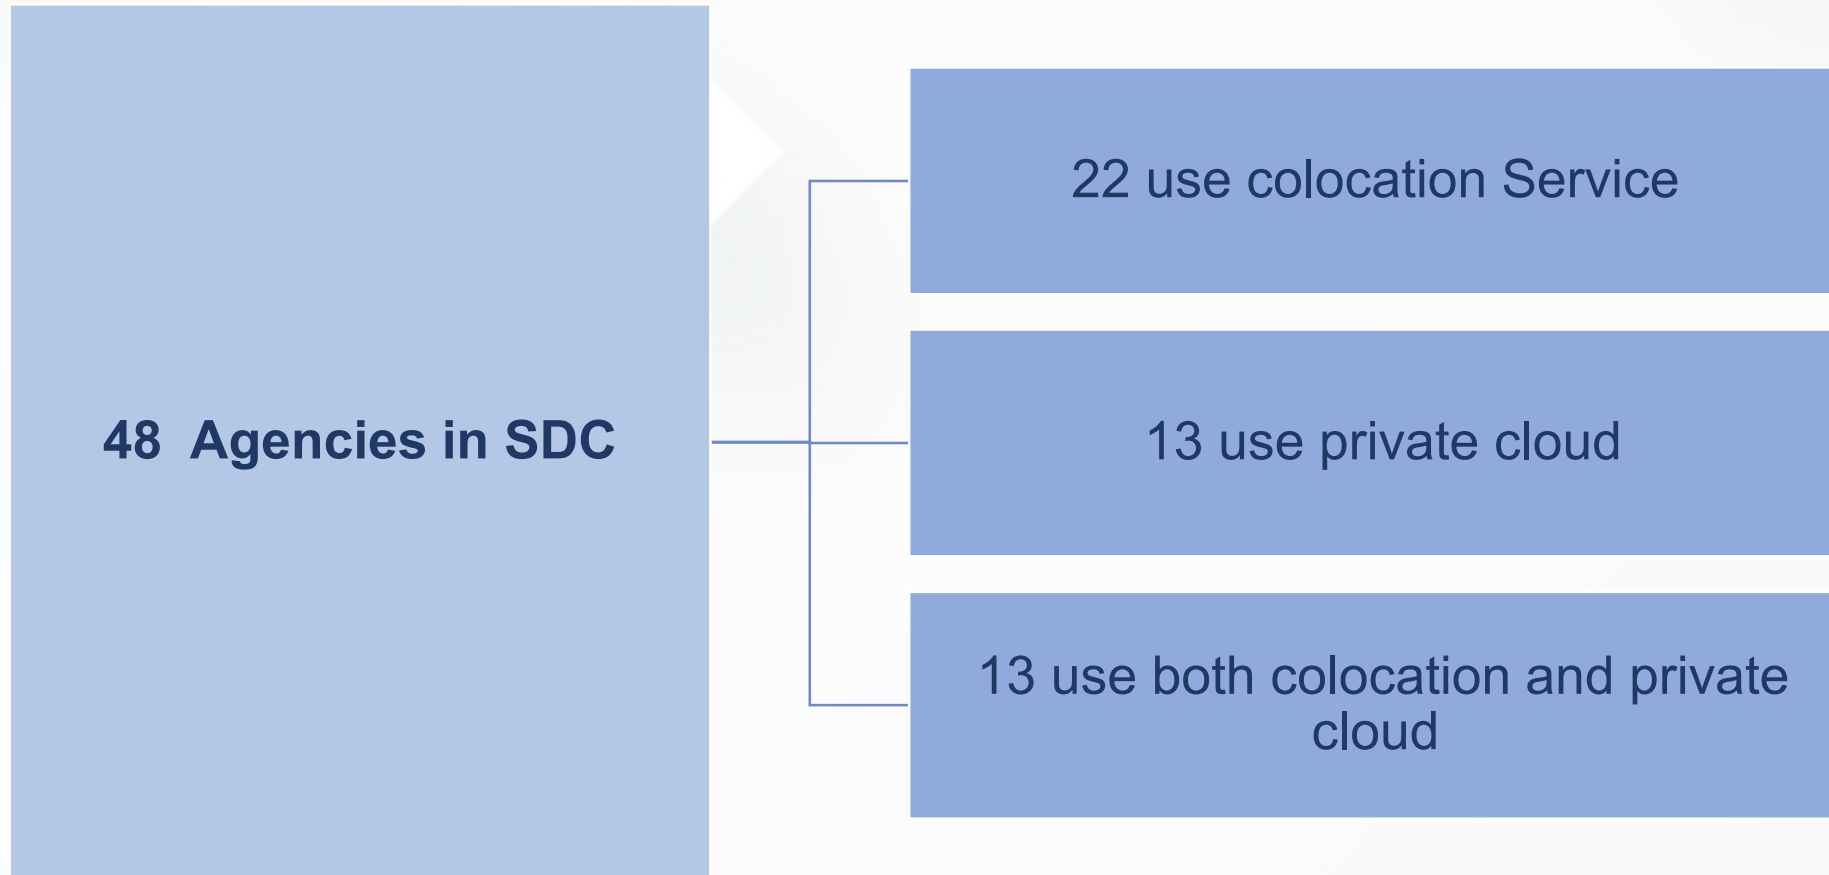 48 Agencies in SDC
22 use colocation Service
13 use private cloud
13 use both colocation and private
cloud